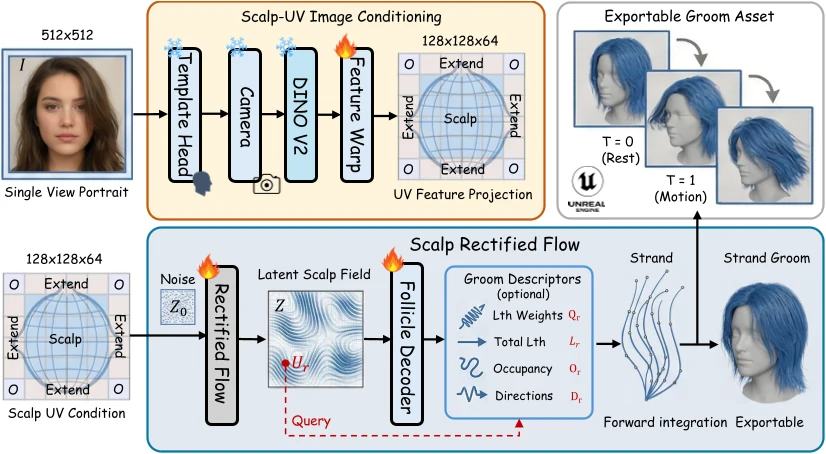 Scalp-UV Image Conditioning
512x512
I
Single View Portrait
Template Head
Camera
DINO V2
Feature Warp
128x128x64
O Extend O
Extend Scalp Extend
O Extend O
UV Feature Projection
Exportable Groom Asset
T = 0
(Rest)
T = 1
(Motion)
UNREAL
ENGINE
Scalp Rectified Flow
128x128x64
O Extend O
Extend Scalp Extend
O Extend O
Scalp UV Condition
Noise
Z₀
Rectified Flow
Latent Scalp Field
Z
Uᵣ
Query
Follicle Decoder
Groom Descriptors
(optional)
Lth Weights Qᵣ
Total Lth Lᵣ
Occupancy Oᵣ
Directions Dᵣ
Strand
Forward integration
Strand Groom
Exportable